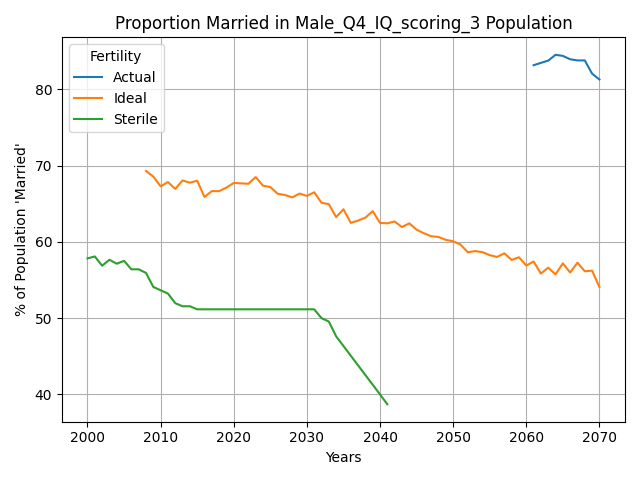 Proportion Married in Male_Q4_IQ_scoring_3 Population
Fertility
Actual
Ideal
Sterile
% of Population 'Married'
80
70
60
50
40
2000 2010 2020 2030 2040 2050 2060 2070
Years